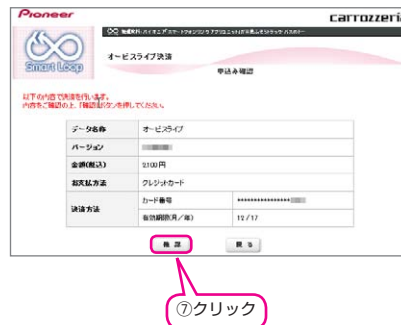 Pioneer
carrozzeria
Smart Loop
オービスライブ決済
申込み確認
以下の内容で決済を行います。
内容をご確認の上、「確認」ボタンを押してください。
データ名称 オービスライブ
バージョン
金額(税込) 2,100円
お支払方法 クレジットカード
決済方法 カード番号 ****************
有効期限(月/年) 12/17
確認 戻る
⑦クリック